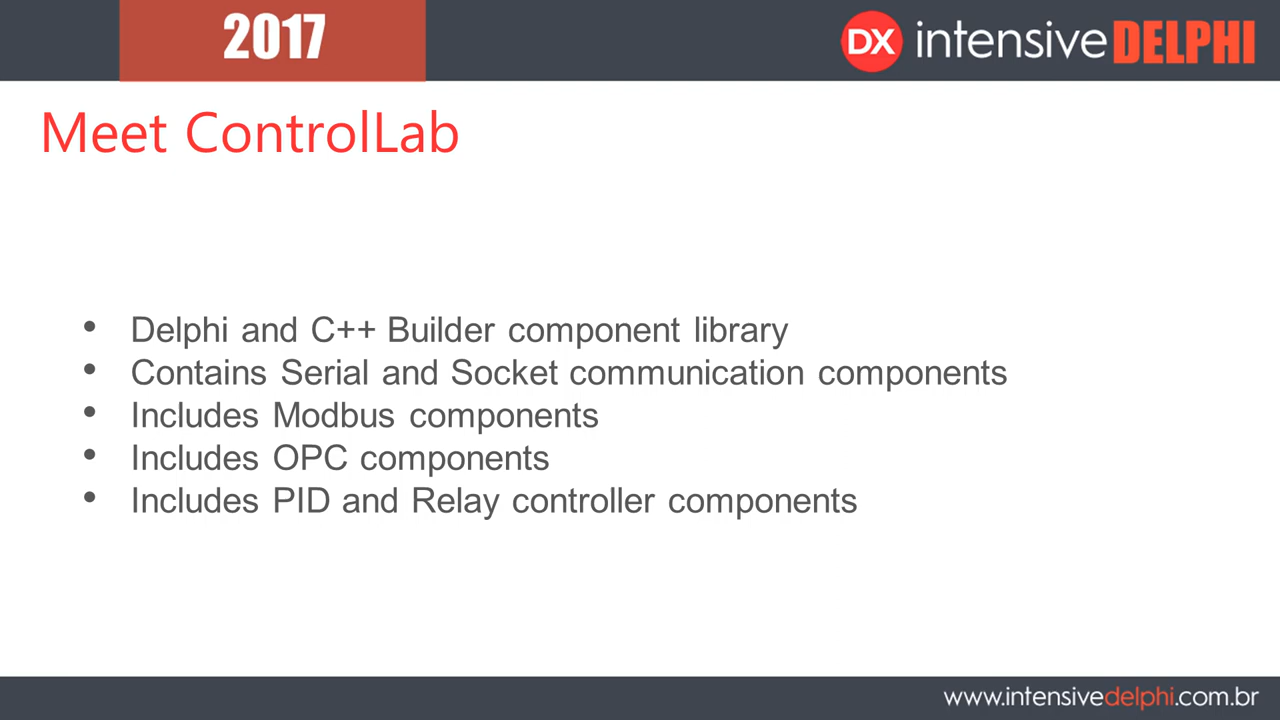 2017
DX intensiveDELPHI
Meet ControlLab
• Delphi and C++ Builder component library
• Contains Serial and Socket communication components
• Includes Modbus components
• Includes OPC components
• Includes PID and Relay controller components
www.intensivedelphi.com.br